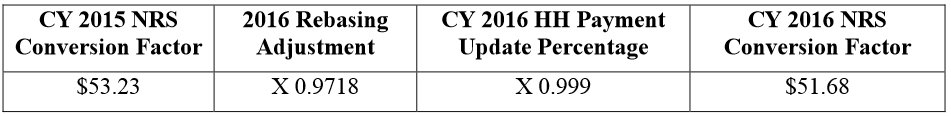 CY 2015 NRS Conversion Factor | 2016 Rebasing Adjustment | CY 2016 HH Payment Update Percentage | CY 2016 NRS Conversion Factor
$53.23 | X 0.9718 | X 0.999 | $51.68